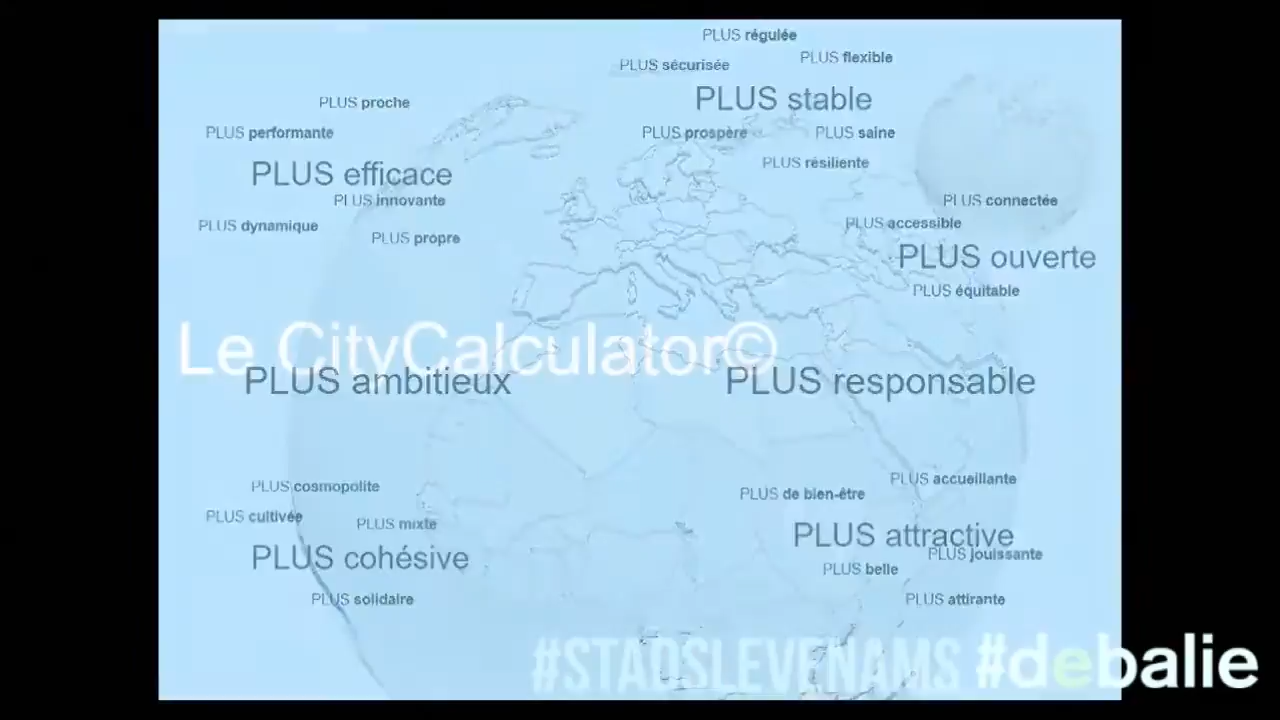 PLUS régulée
PLUS flexible
PLUS sécurisée
PLUS stable
PLUS proche
PLUS performante
PLUS prospère
PLUS saine
PLUS résiliente
PLUS efficace
PLUS innovante
PLUS connectée
PLUS dynamique
PLUS accessible
PLUS propre
PLUS ouverte
PLUS équitable
Le CityCalculator©
PLUS ambitieux
PLUS responsable
PLUS cosmopolite
PLUS accueillante
PLUS de bien-être
PLUS cultivée
PLUS mixte
PLUS attractive
PLUS cohésive
PLUS jouissante
PLUS belle
PLUS solidaire
PLUS attirante
#STADSLEVENAMS #debalie